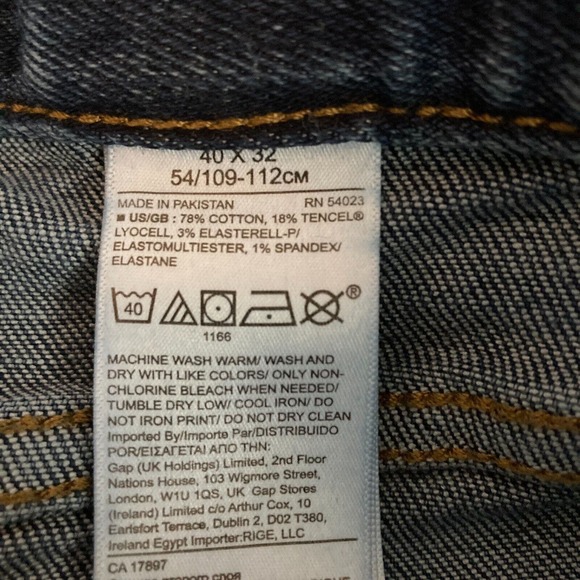 40 X 32
54/109-112CM
MADE IN PAKISTAN RN 54023
US/GB : 78% COTTON, 18% TENCEL®
LYOCELL, 3% ELASTERELL-P/
ELASTOMULTIESTER, 1% SPANDEX/
ELASTANE
40 ®
1166
MACHINE WASH WARM/ WASH AND
DRY WITH LIKE COLORS/ ONLY NON-
CHLORINE BLEACH WHEN NEEDED/
TUMBLE DRY LOW/ COOL IRON/ DO
NOT IRON PRINT/ DO NOT DRY CLEAN
Imported By/Importe Par/DISTRIBUIDO
POR/ΕΙΣΑΓΕΤΑΙ ΑΠΟ ΤΗΝ:
Gap (UK Holdings) Limited, 2nd Floor
Nations House, 103 Wigmore Street,
London, W1U 1QS, UK Gap Stores
(Ireland) Limited c/o Arthur Cox, 10
Earlsfort Terrace, Dublin 2, D02 T380,
Ireland Egypt Importer:RIGE, LLC
CA 17897